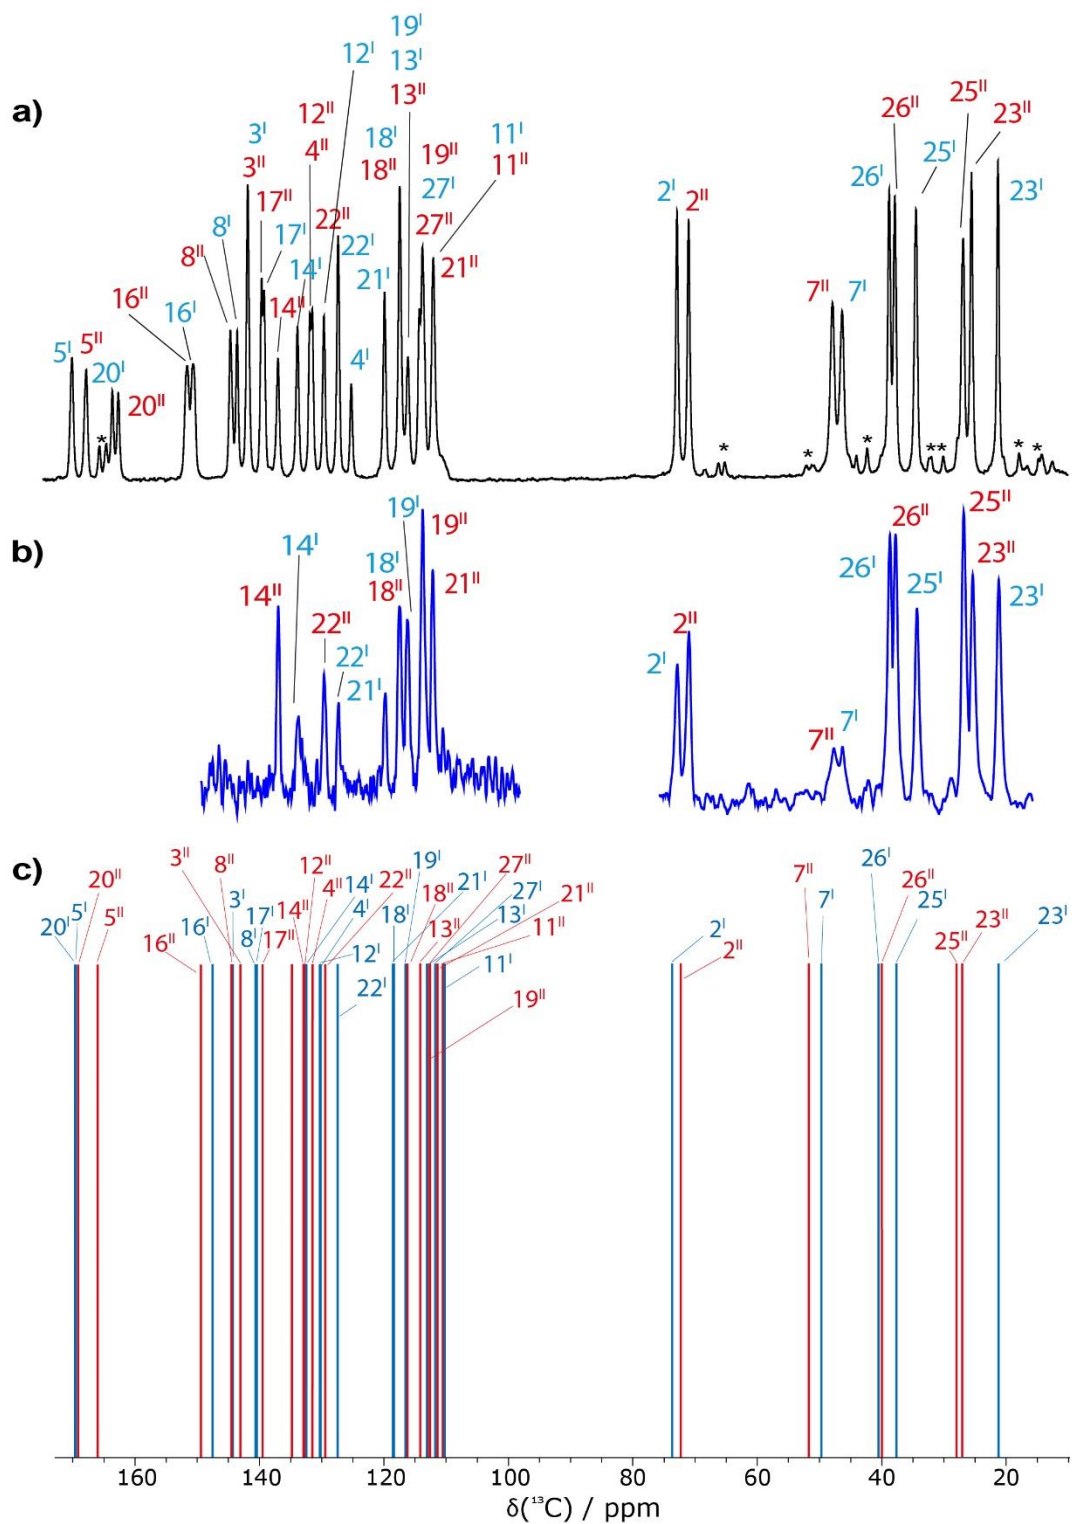 a)
19ᴵ
13ᴵ
13ᴵᴵ
12ᴵ
12ᴵᴵ
4ᴵᴵ
3ᴵ
3ᴵᴵ
17ᴵᴵ
17ᴵ
8ᴵ
8ᴵᴵ
16ᴵᴵ
16ᴵ
5ᴵ
5ᴵᴵ
20ᴵ
20ᴵᴵ
*
14ᴵᴵ
14ᴵ
22ᴵᴵ
22ᴵ
4ᴵ
21ᴵ
18ᴵ
18ᴵᴵ
19ᴵᴵ
27ᴵ
27ᴵᴵ
11ᴵ
11ᴵᴵ
21ᴵᴵ
2ᴵ
2ᴵᴵ
* *
7ᴵᴵ
7ᴵ
*
26ᴵ
26ᴵᴵ
25ᴵ
25ᴵᴵ
23ᴵᴵ
23ᴵ
** * *
b)
14ᴵᴵ
14ᴵ
22ᴵᴵ
22ᴵ
21ᴵ
18ᴵ
18ᴵᴵ
19ᴵ
19ᴵᴵ
21ᴵᴵ
2ᴵ
2ᴵᴵ
7ᴵᴵ
7ᴵ
26ᴵ
26ᴵᴵ
25ᴵ
25ᴵᴵ
23ᴵᴵ
23ᴵ
c)
20ᴵ
5ᴵ
20ᴵᴵ
5ᴵᴵ
16ᴵᴵ
16ᴵ
3ᴵᴵ
8ᴵᴵ
3ᴵ
8ᴵ
17ᴵ
17ᴵᴵ
14ᴵᴵ
12ᴵᴵ
4ᴵᴵ
14ᴵ
4ᴵ
12ᴵ
22ᴵᴵ
22ᴵ
18ᴵ
19ᴵ
18ᴵᴵ
13ᴵᴵ
21ᴵ
27ᴵᴵ
27ᴵ
13ᴵ
21ᴵᴵ
11ᴵᴵ
11ᴵ
19ᴵᴵ
2ᴵ
2ᴵᴵ
7ᴵᴵ
7ᴵ
26ᴵ
26ᴵᴵ
25ᴵ
25ᴵᴵ
23ᴵᴵ
23ᴵ
160 140 120 100 80 60 40 20
δ(¹³C) / ppm